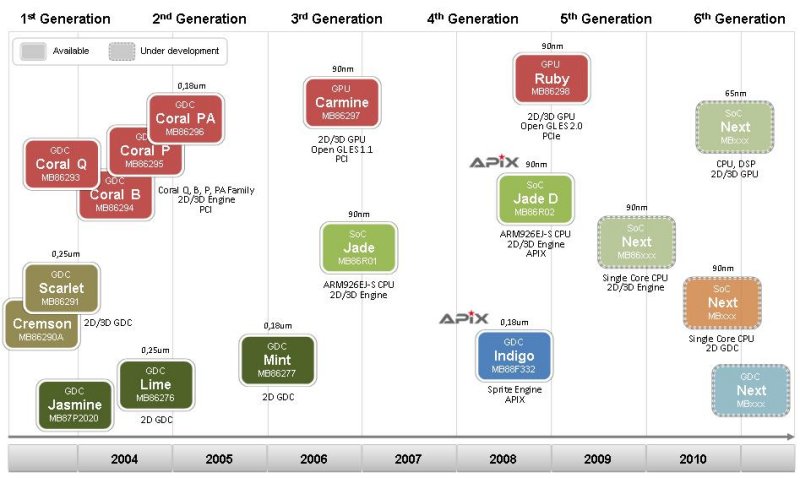 1st Generation
2nd Generation
3rd Generation
4th Generation
5th Generation
6th Generation
Available
Under development
0,18um
GDC
Coral PA
MB86296
GDC
Coral P
MB86295
GDC
Coral Q
MB86293
GDC
Coral B
MB86294
Coral Q, B, P, PA Family
2D/3D Engine
PCI
90nm
GPU
Carmine
MB86297
2D/3D GPU
Open GLES 1.1
PCI
90nm
GPU
Ruby
MB86298
2D/3D GPU
Open GLES 2.0
PCIe
65nm
SoC
Next
MBxxx
CPU, DSP
2D/3D GPU
APIX
90nm
SoC
Jade D
MB86R02
ARM926EJ-S CPU
2D/3D Engine
APIX
90nm
SoC
Jade
MB86R01
ARM926EJ-S CPU
2D/3D Engine
90nm
SoC
Next
MB86xxx
Single Core CPU
2D/3D Engine
0,25um
GDC
Scarlet
MB86291
Cremson
MB86290A
2D/3D GDC
90nm
SoC
Next
MBxxx
Single Core CPU
2D GDC
0,18um
GDC
Mint
MB86277
2D GDC
APIX
0,18um
GDC
Indigo
MB88F332
Sprite Engine
APIX
0,25um
GDC
Lime
MB86276
2D GDC
GDC
Jasmine
MB87P2020
GDC
Next
MBxxx
2004
2005
2006
2007
2008
2009
2010